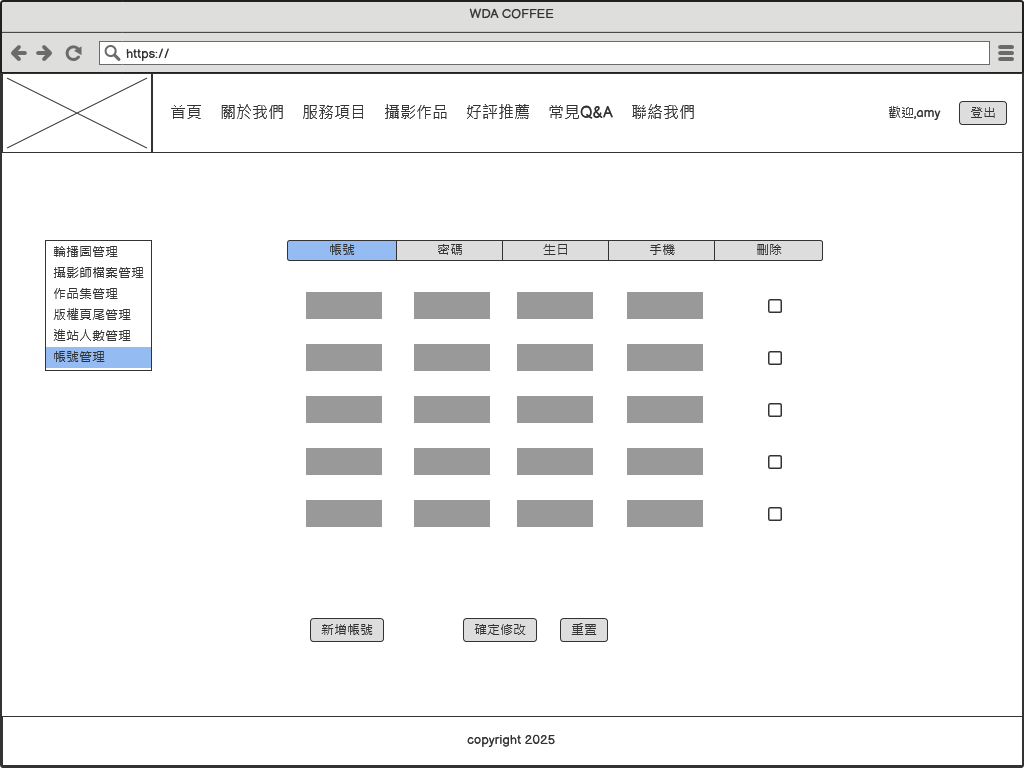 WDA COFFEE
https://
首頁 關於我們 服務項目 攝影作品 好評推薦 常見Q&A 聯絡我們 歡迎,amy 登出
帳號 密碼 生日 手機 刪除
輪播圖管理
攝影師檔案管理
作品集管理
版權頁尾管理
進站人數管理
帳號管理
新增帳號 確定修改 重置
copyright 2025